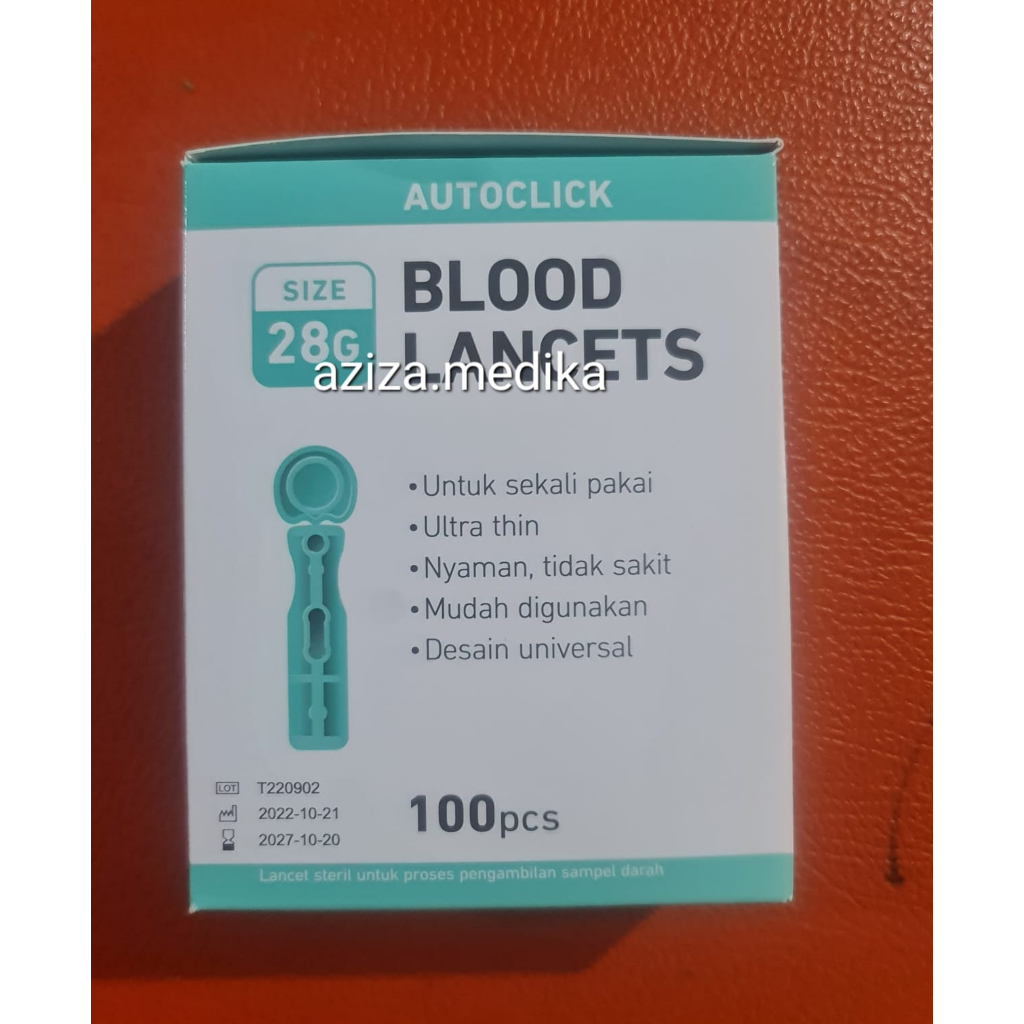 AUTOCLICK
SIZE
28G
BLOOD
LANCETS
aziza.medika
•Untuk sekali pakai
•Ultra thin
•Nyaman, tidak sakit
•Mudah digunakan
•Desain universal
LOT T220902
2022-10-21
2027-10-20
100pcs
Lancet steril untuk proses pengambilan sampel darah